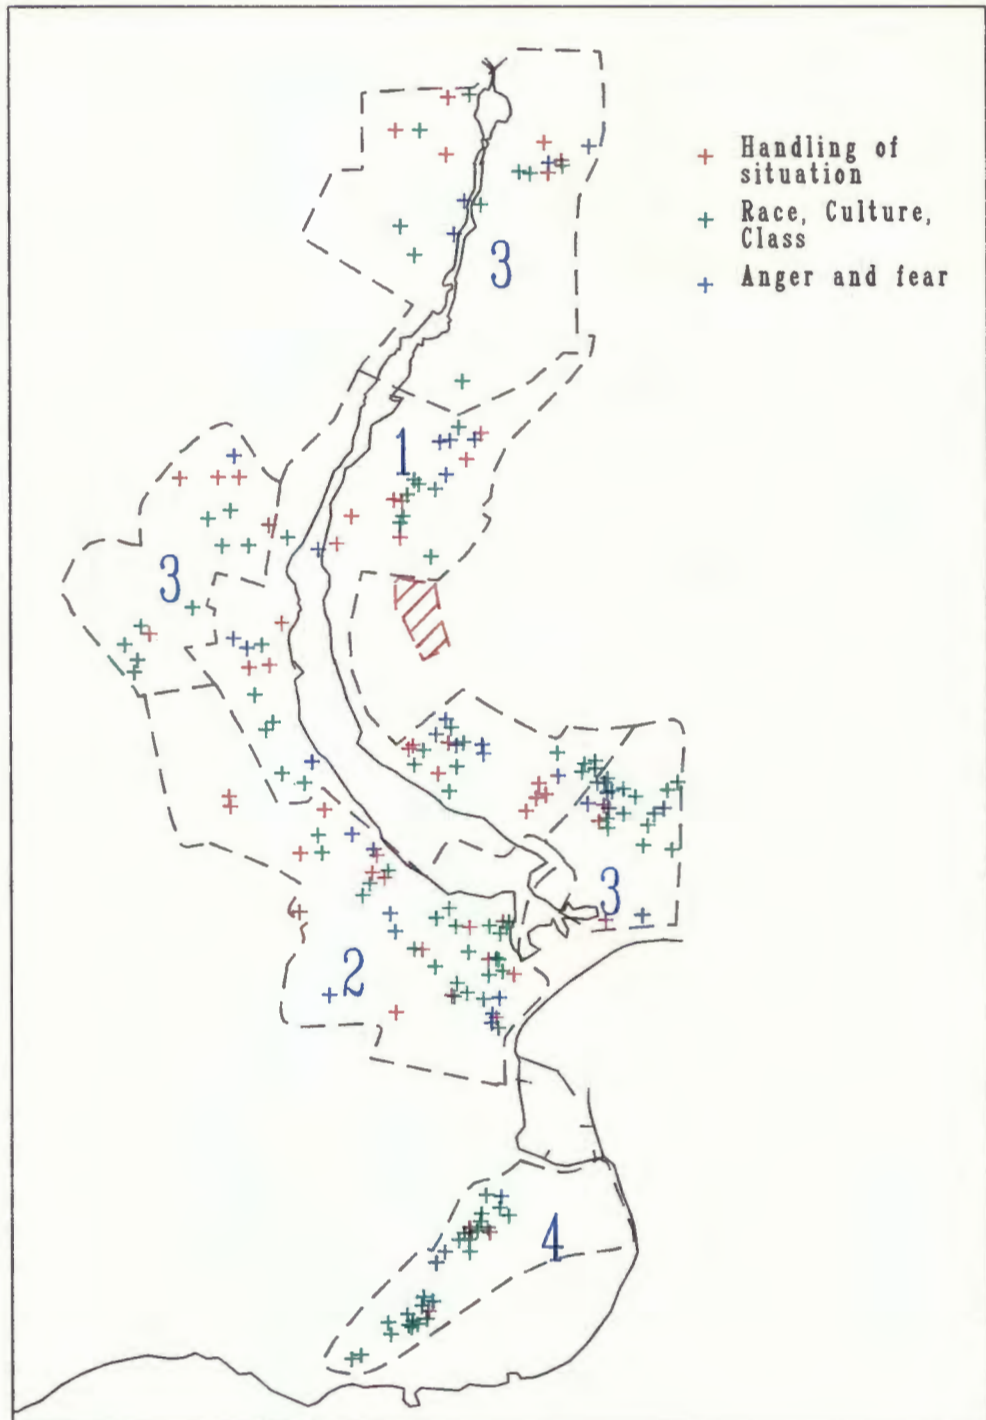 Handling of
situation
Race, Culture,
Class
Anger and fear
3
1
3
3
2
4